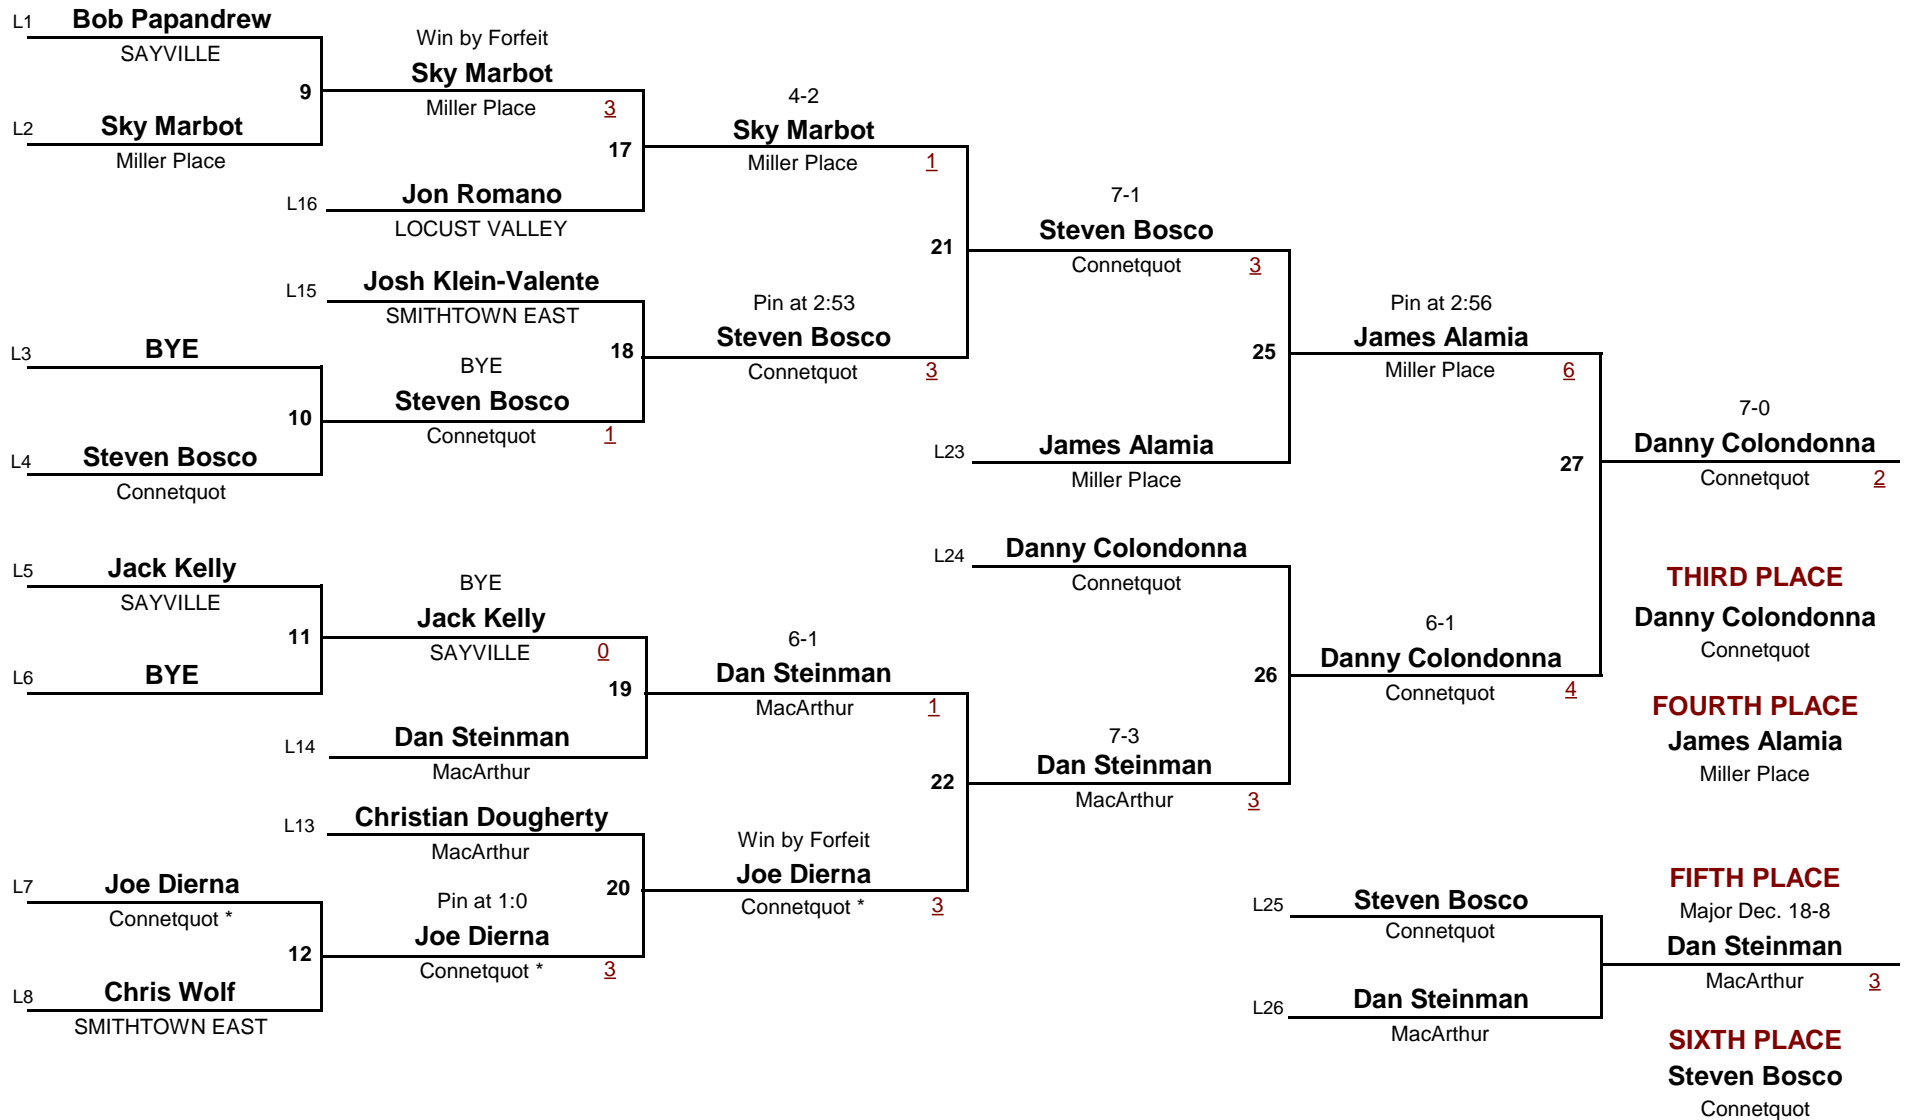 L1 Bob Papandrew
SAYVILLE
9
L2 Sky Marbot
Miller Place
Win by Forfeit
Sky Marbot
Miller Place 3
17
L16 Jon Romano
LOCUST VALLEY
4-2
Sky Marbot
Miller Place 1
21
L15 Josh Klein-Valente
SMITHTOWN EAST
18
L3 BYE
10
L4 Steven Bosco
Connetquot
BYE
Steven Bosco
Connetquot 1
Pin at 2:53
Steven Bosco
Connetquot 3
7-1
Steven Bosco
Connetquot 3
25
L23 James Alamia
Miller Place
Pin at 2:56
James Alamia
Miller Place 6
27
7-0
Danny Colondonna
Connetquot 2
L5 Jack Kelly
SAYVILLE
11
L6 BYE
BYE
Jack Kelly
SAYVILLE 0
19
L14 Dan Steinman
MacArthur
6-1
Dan Steinman
MacArthur 1
22
L13 Christian Dougherty
MacArthur
20
L7 Joe Dierna
Connetquot *
12
L8 Chris Wolf
SMITHTOWN EAST
Pin at 1:0
Joe Dierna
Connetquot * 3
Win by Forfeit
Joe Dierna
Connetquot * 3
L24 Danny Colondonna
Connetquot
26
7-3
Dan Steinman
MacArthur 3
6-1
Danny Colondonna
Connetquot 4
THIRD PLACE
Danny Colondonna
Connetquot
FOURTH PLACE
James Alamia
Miller Place
L25 Steven Bosco
Connetquot
L26 Dan Steinman
MacArthur
FIFTH PLACE
Major Dec. 18-8
Dan Steinman
MacArthur 3
SIXTH PLACE
Steven Bosco
Connetquot